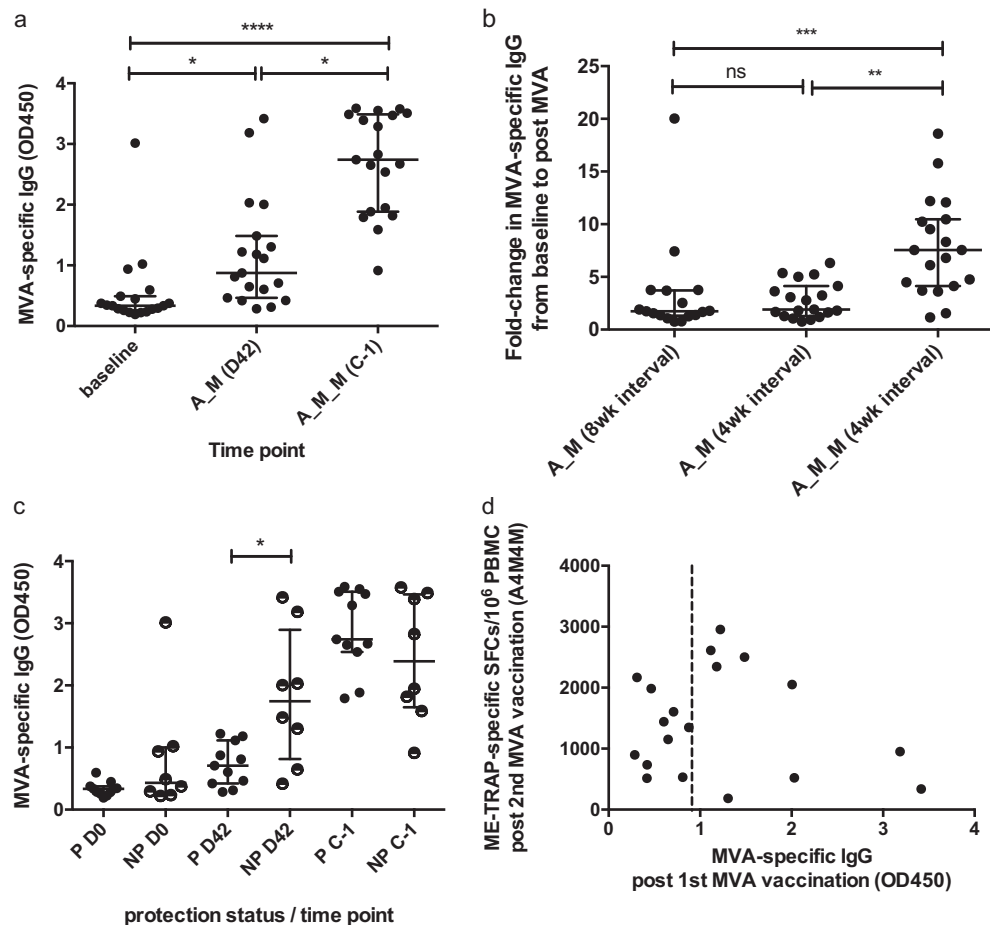 a
****
*
*
MVA-specific IgG (OD450)
4
3
2
1
0
baseline
A_M (D42)
A_M_M (C-1)
Time point
b
***
ns
**
Fold-change in MVA-specific IgG
from baseline to post MVA
25
20
15
10
5
0
A_M (8wk interval)
A_M (4wk interval)
A_M_M (4wk interval)
c
*
MVA-specific IgG (OD450)
4
3
2
1
0
P D0
NP D0
P D42
NP D42
P C-1
NP C-1
protection status / time point
d
ME-TRAP-specific SFCs/10⁶ PBMC
post 2nd MVA vaccination (A4M4M)
4000
3000
2000
1000
0
0 1 2 3 4
MVA-specific IgG
post 1st MVA vaccination (OD450)